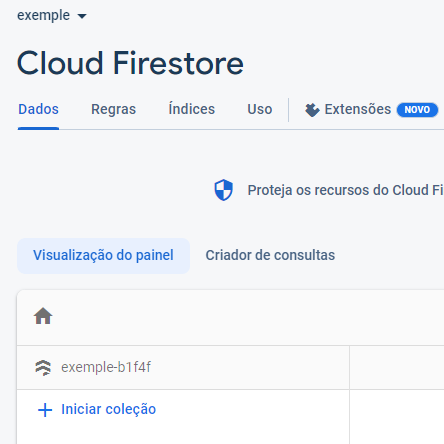 exemple
Cloud Firestore
Dados Regras Índices Uso Extensões NOVO
Proteja os recursos do Cloud Fi
Visualização do painel Criador de consultas
exemple-b1f4f
Iniciar coleção